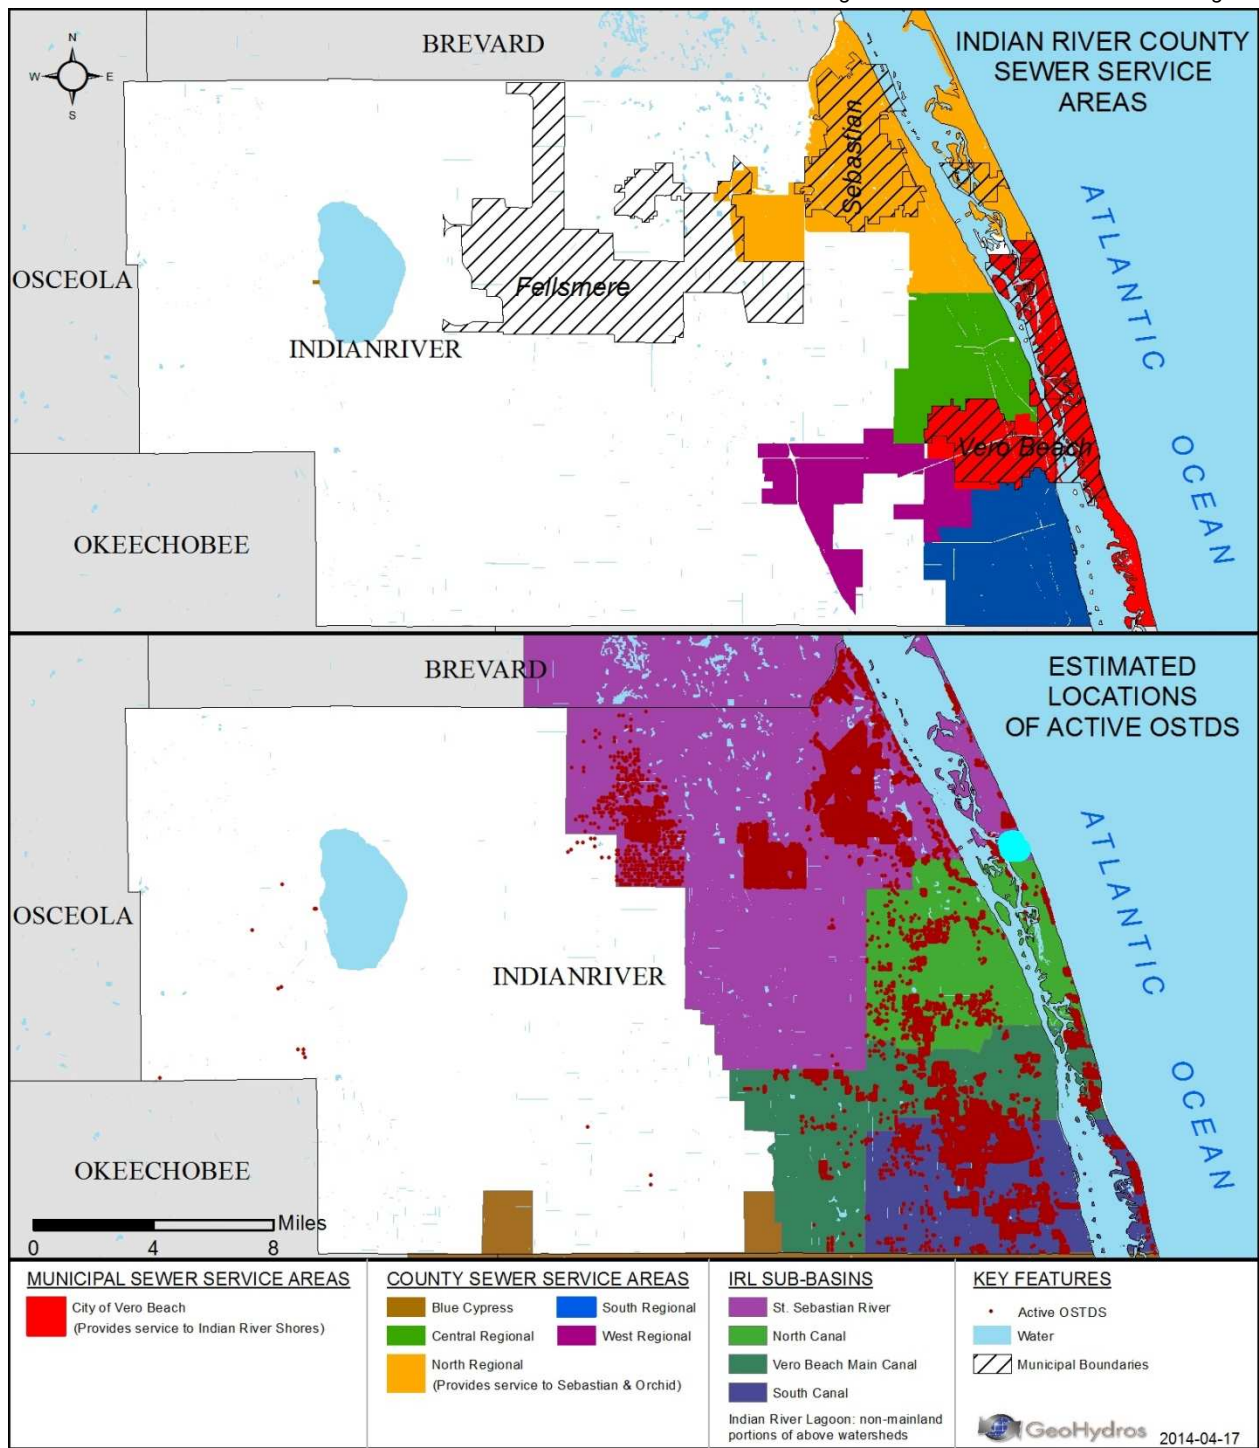 BREVARD
N
W E
S
INDIAN RIVER COUNTY
SEWER SERVICE
AREAS
Sebastian
ATLANTIC
OCEAN
OSCEOLA
Fellsmere
INDIANRIVER
Vero Beach
OKEECHOBEE
BREVARD
ESTIMATED
LOCATIONS
OF ACTIVE OSTDS
ATLANTIC
OCEAN
OSCEOLA
INDIANRIVER
OKEECHOBEE
Miles
0 4 8
MUNICIPAL SEWER SERVICE AREAS
City of Vero Beach
(Provides service to Indian River Shores)
COUNTY SEWER SERVICE AREAS
Blue Cypress
South Regional
Central Regional
West Regional
North Regional
(Provides service to Sebastian & Orchid)
IRL SUB-BASINS
St. Sebastian River
North Canal
Vero Beach Main Canal
South Canal
Indian River Lagoon: non-mainland
portions of above watersheds
KEY FEATURES
Active OSTDS
Water
Municipal Boundaries
GeoHydros 2014-04-17